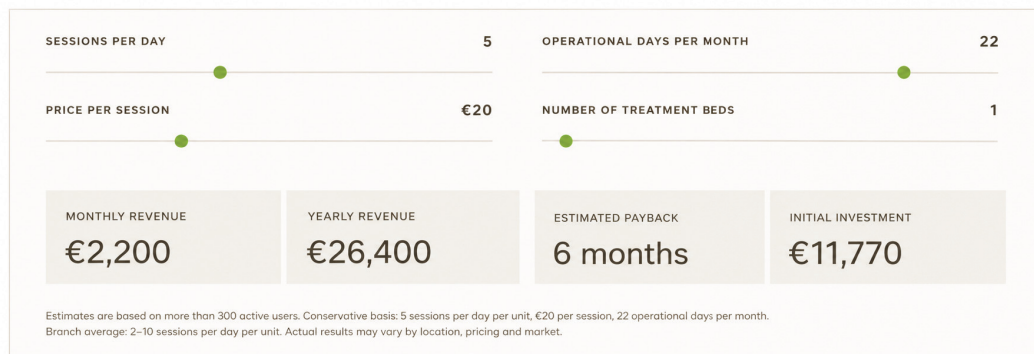 SESSIONS PER DAY 5
OPERATIONAL DAYS PER MONTH 22
PRICE PER SESSION €20
NUMBER OF TREATMENT BEDS 1
MONTHLY REVENUE
€2,200
YEARLY REVENUE
€26,400
ESTIMATED PAYBACK
6 months
INITIAL INVESTMENT
€11,770
Estimates are based on more than 300 active users. Conservative basis: 5 sessions per day per unit, €20 per session, 22 operational days per month.
Branch average: 2–10 sessions per day per unit. Actual results may vary by location, pricing and market.